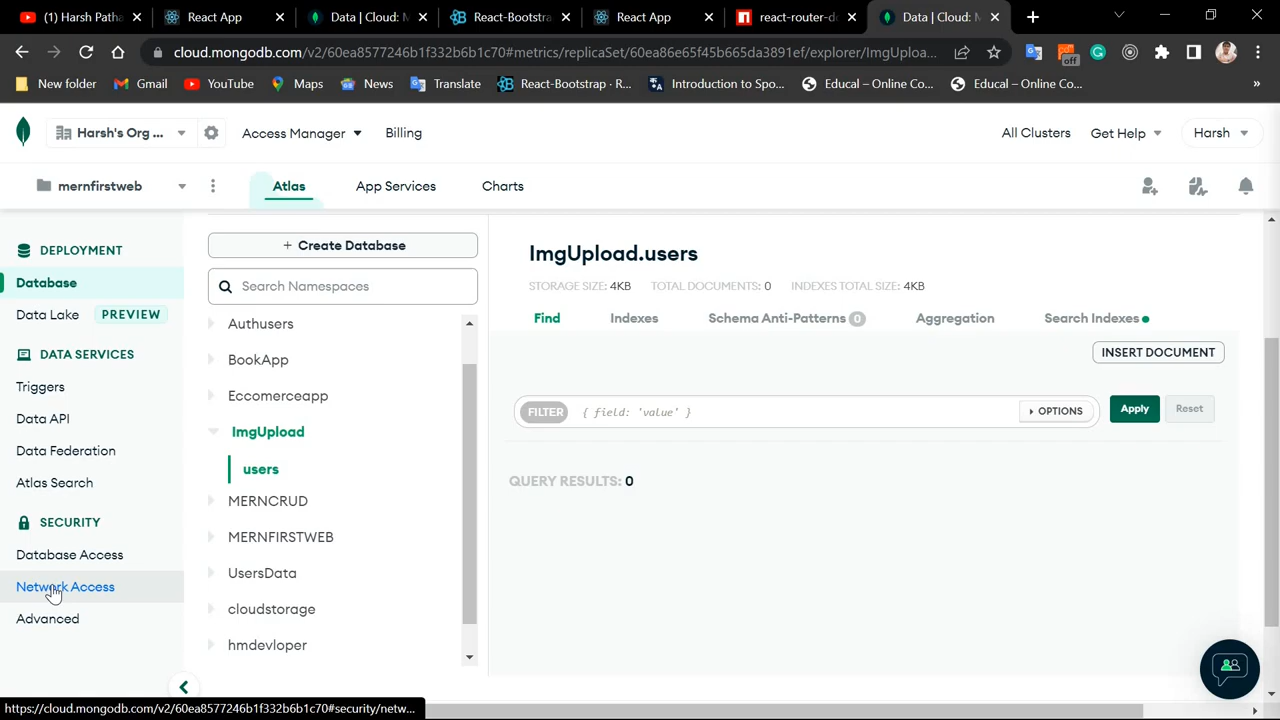 Harsh Patha
React App
Data | Cloud: M
React-Bootstra
React App
react-router-do
Data | Cloud: M
cloud.mongodb.com/v2/60ea8577246b1f332b6b1c70#metrics/replicaSet/60ea86e65f45b665da3891ef/explorer/ImgUploa...
off
New folder
Gmail
YouTube
Maps
News
Translate
React-Bootstrap · R...
Introduction to Spo...
Educal – Online Co...
Educal – Online Co...
»
Harsh's Org ...
Access Manager
Billing
All Clusters
Get Help
Harsh
mernfirstweb
Atlas
App Services
Charts
DEPLOYMENT
Database
Data Lake
PREVIEW
DATA SERVICES
Triggers
Data API
Data Federation
Atlas Search
SECURITY
Database Access
Network Access
Advanced
+ Create Database
Search Namespaces
Authusers
BookApp
Eccomerceapp
ImgUpload
users
MERNCRUD
MERNFIRSTWEB
UsersData
cloudstorage
hmdevloper
ImgUpload.users
STORAGE SIZE: 4KB TOTAL DOCUMENTS: 0 INDEXES TOTAL SIZE: 4KB
Find
Indexes
Schema Anti-Patterns 0
Aggregation
Search Indexes
INSERT DOCUMENT
FILTER
{ field: 'value' }
OPTIONS
Apply
Reset
QUERY RESULTS: 0
https://cloud.mongodb.com/v2/60ea8577246b1f332b6b1c70#security/netw...